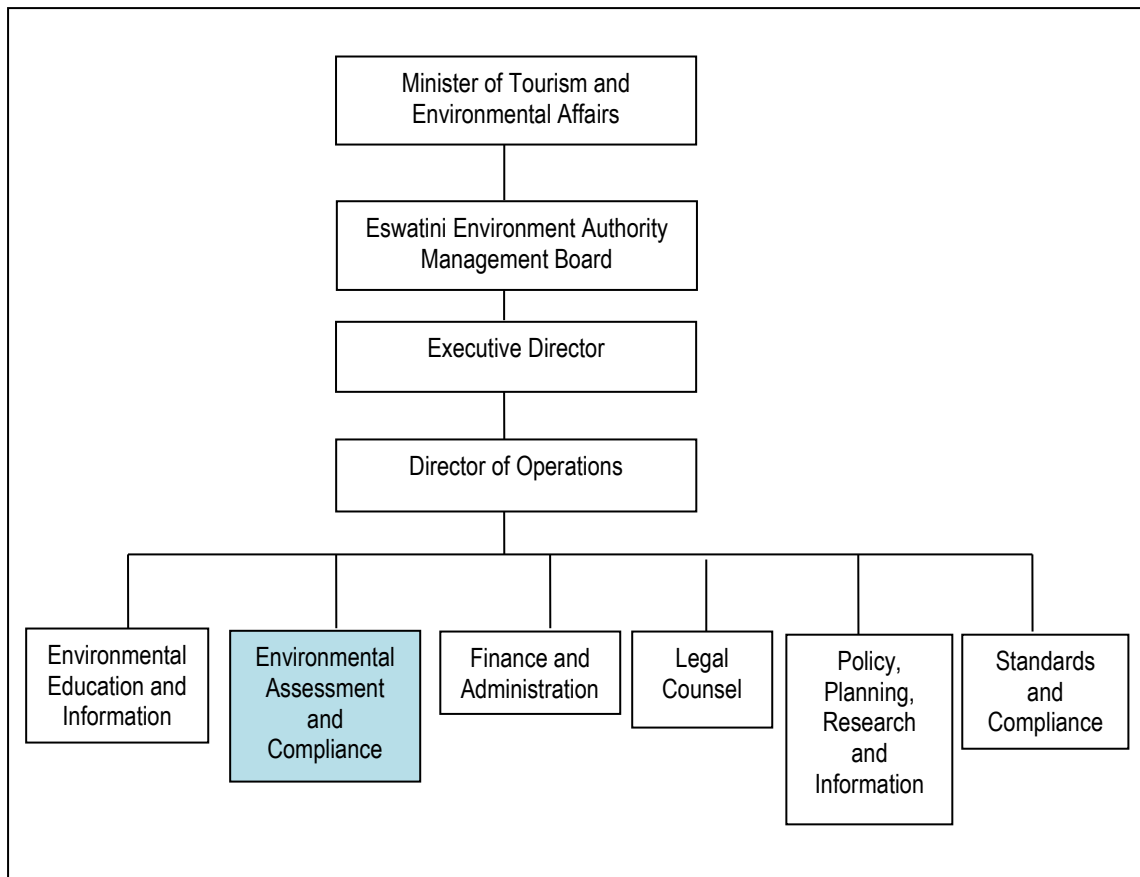 Minister of Tourism and
Environmental Affairs
Eswatini Environment Authority
Management Board
Executive Director
Director of Operations
Environmental
Education and
Information
Environmental
Assessment
and
Compliance
Finance and
Administration
Legal
Counsel
Policy,
Planning,
Research
and
Information
Standards
and
Compliance